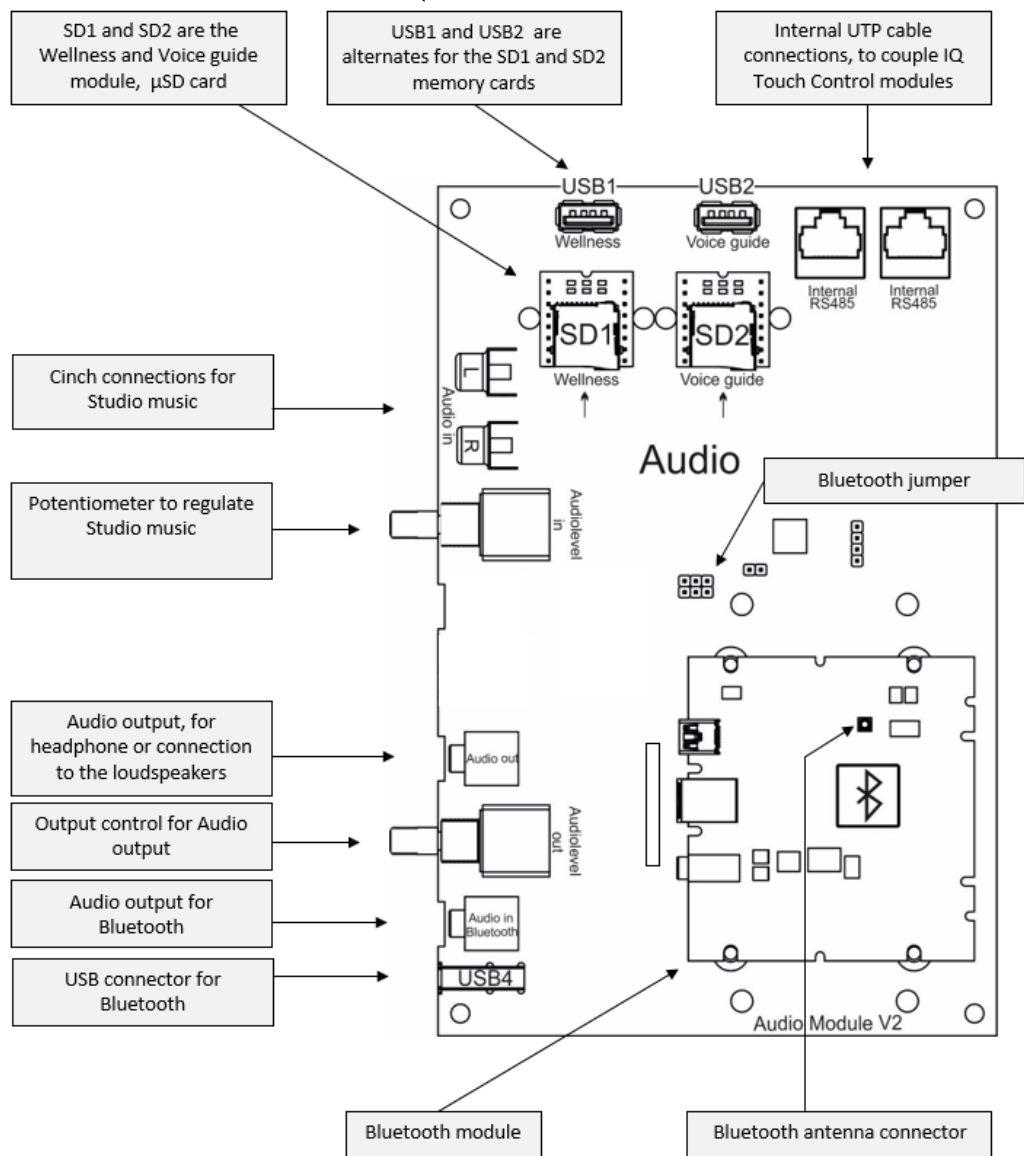 SD1 and SD2 are the
Wellness and Voice guide
module, µSD card
USB1 and USB2 are
alternates for the SD1 and SD2
memory cards
Internal UTP cable
connections, to couple IQ
Touch Control modules
USB1
USB2
Wellness
Voice guide
Internal
RS485
Internal
RS485
SD1
SD2
Wellness
Voice guide
Cinch connections for
Studio music
L
R
Audio in
Audio
Bluetooth jumper
Potentiometer to regulate
Studio music
Audiolevel
in
Audio output, for
headphone or connection
to the loudspeakers
Audio out
Output control for Audio
output
Audiolevel
out
Audio output for
Bluetooth
Audio in
Bluetooth
USB connector for
Bluetooth
USB4
Audio Module V2
Bluetooth module
Bluetooth antenna connector